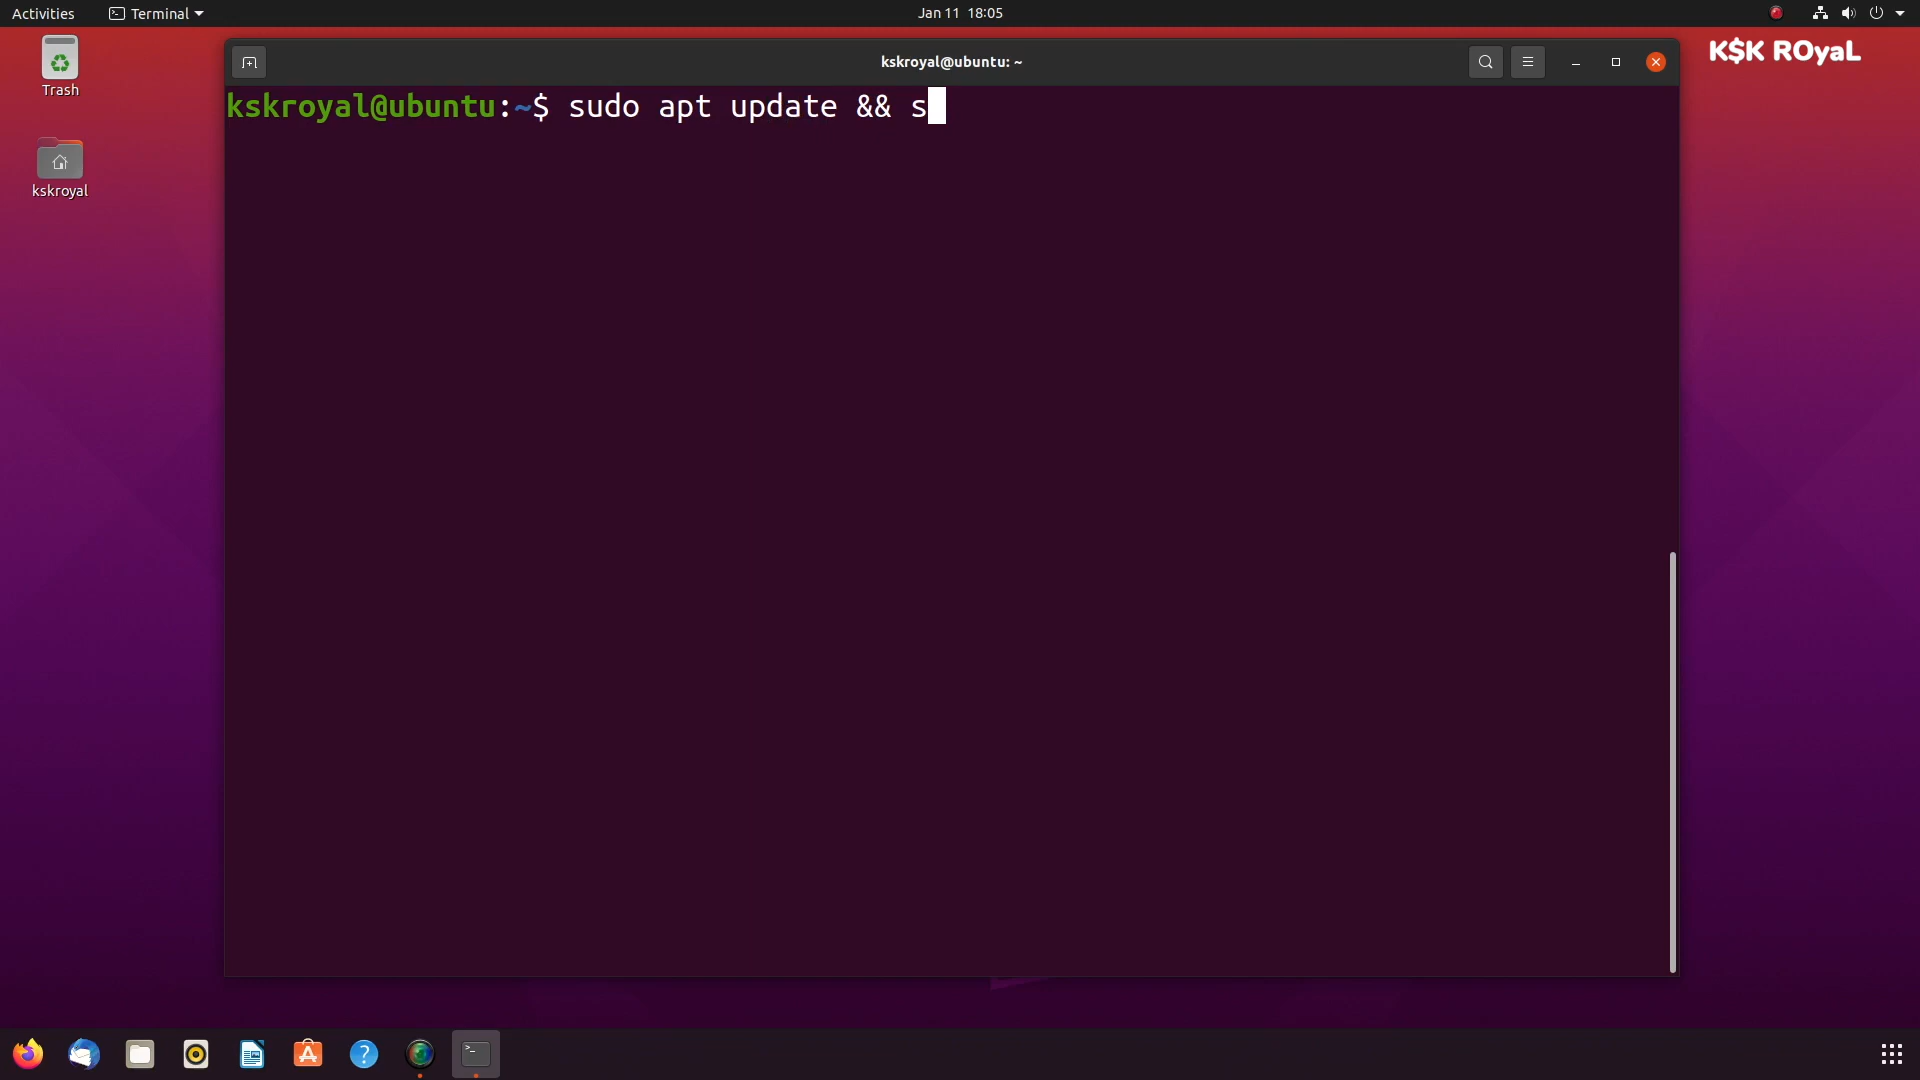 Activities
Terminal
Jan 11 18:05
K$K ROyaL
Trash
kskroyal
kskroyal@ubuntu: ~
kskroyal@ubuntu:~$ sudo apt update && s